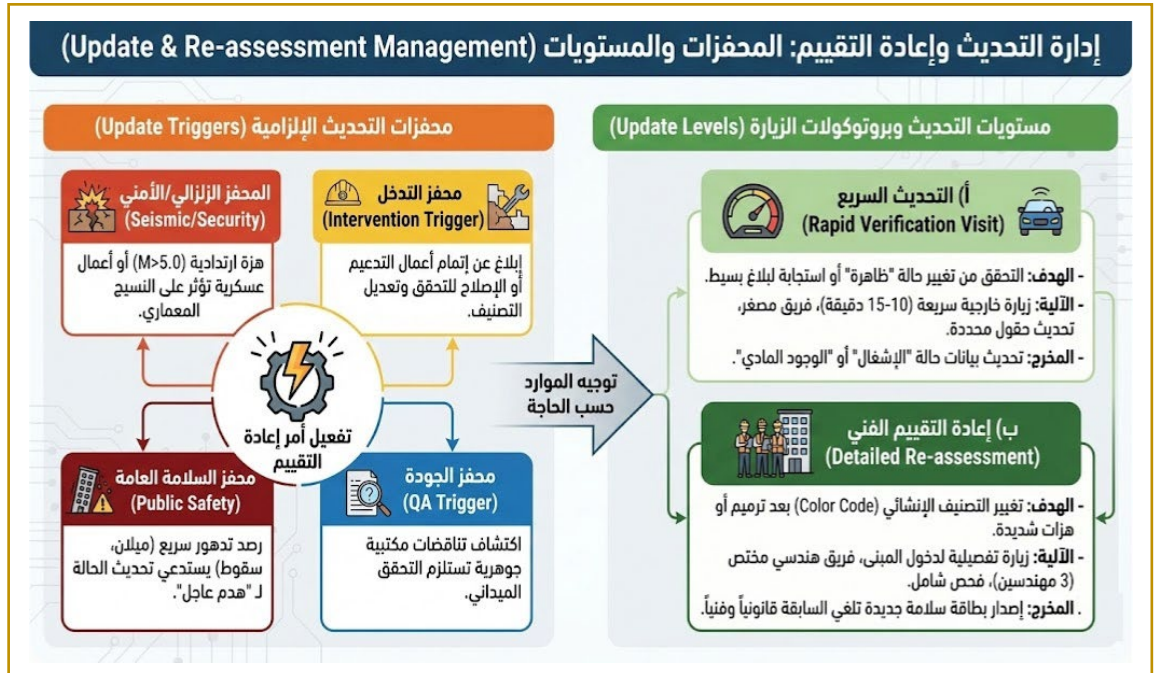 إدارة التحديث وإعادة التقييم: المحفزات والمستويات (Update & Re-assessment Management)
مستويات التحديث وبروتوكولات الزيارة (Update Levels)
أ) التحديث السريع
(Rapid Verification Visit)
- الهدف: التحقق من تغيير حالة "ظاهرة" أو استجابة لبلاغ بسيط.
- الآلية: زيارة خارجية سريعة (10-15 دقيقة)، فريق مصغر،
تحديث حقول محددة.
- المخرج: تحديث بيانات حالة "الإشغال" أو "الوجود المادي".
ب) إعادة التقييم الفني
(Detailed Re-assessment)
- الهدف: تغيير التصنيف الإنشائي (Color Code) بعد ترميم أو
هزات شديدة.
- الآلية: زيارة تفصيلية لدخول المبنى، فريق هندسي مختص
(3 مهندسين)، فحص شامل.
. المخرج: إصدار بطاقة سلامة جديدة تلغي السابقة قانونياً وفنياً.
توجيه الموارد
حسب الحاجة
محفزات التحديث الإلزامية (Update Triggers)
محفز التدخل
(Intervention Trigger)
إبلاغ عن إتمام أعمال التدعيم
أو الإصلاح للتحقق وتعديل
التصنيف.
المحفز الزلزالي/الأمني
(Seismic/Security)
هزة ارتدادية (M>5.0) أو أعمال
عسكرية تؤثر على النسيج
المعماري.
تفعيل أمر إعادة
التقييم
محفز الجودة
(QA Trigger)
اكتشاف تناقضات مكتبية
جوهرية تستلزم التحقق
الميداني.
محفز السلامة العامة
(Public Safety)
رصد تدهور سريع (ميلان،
سقوط) يستدعي تحديث الحالة
لـ "هدم عاجل".